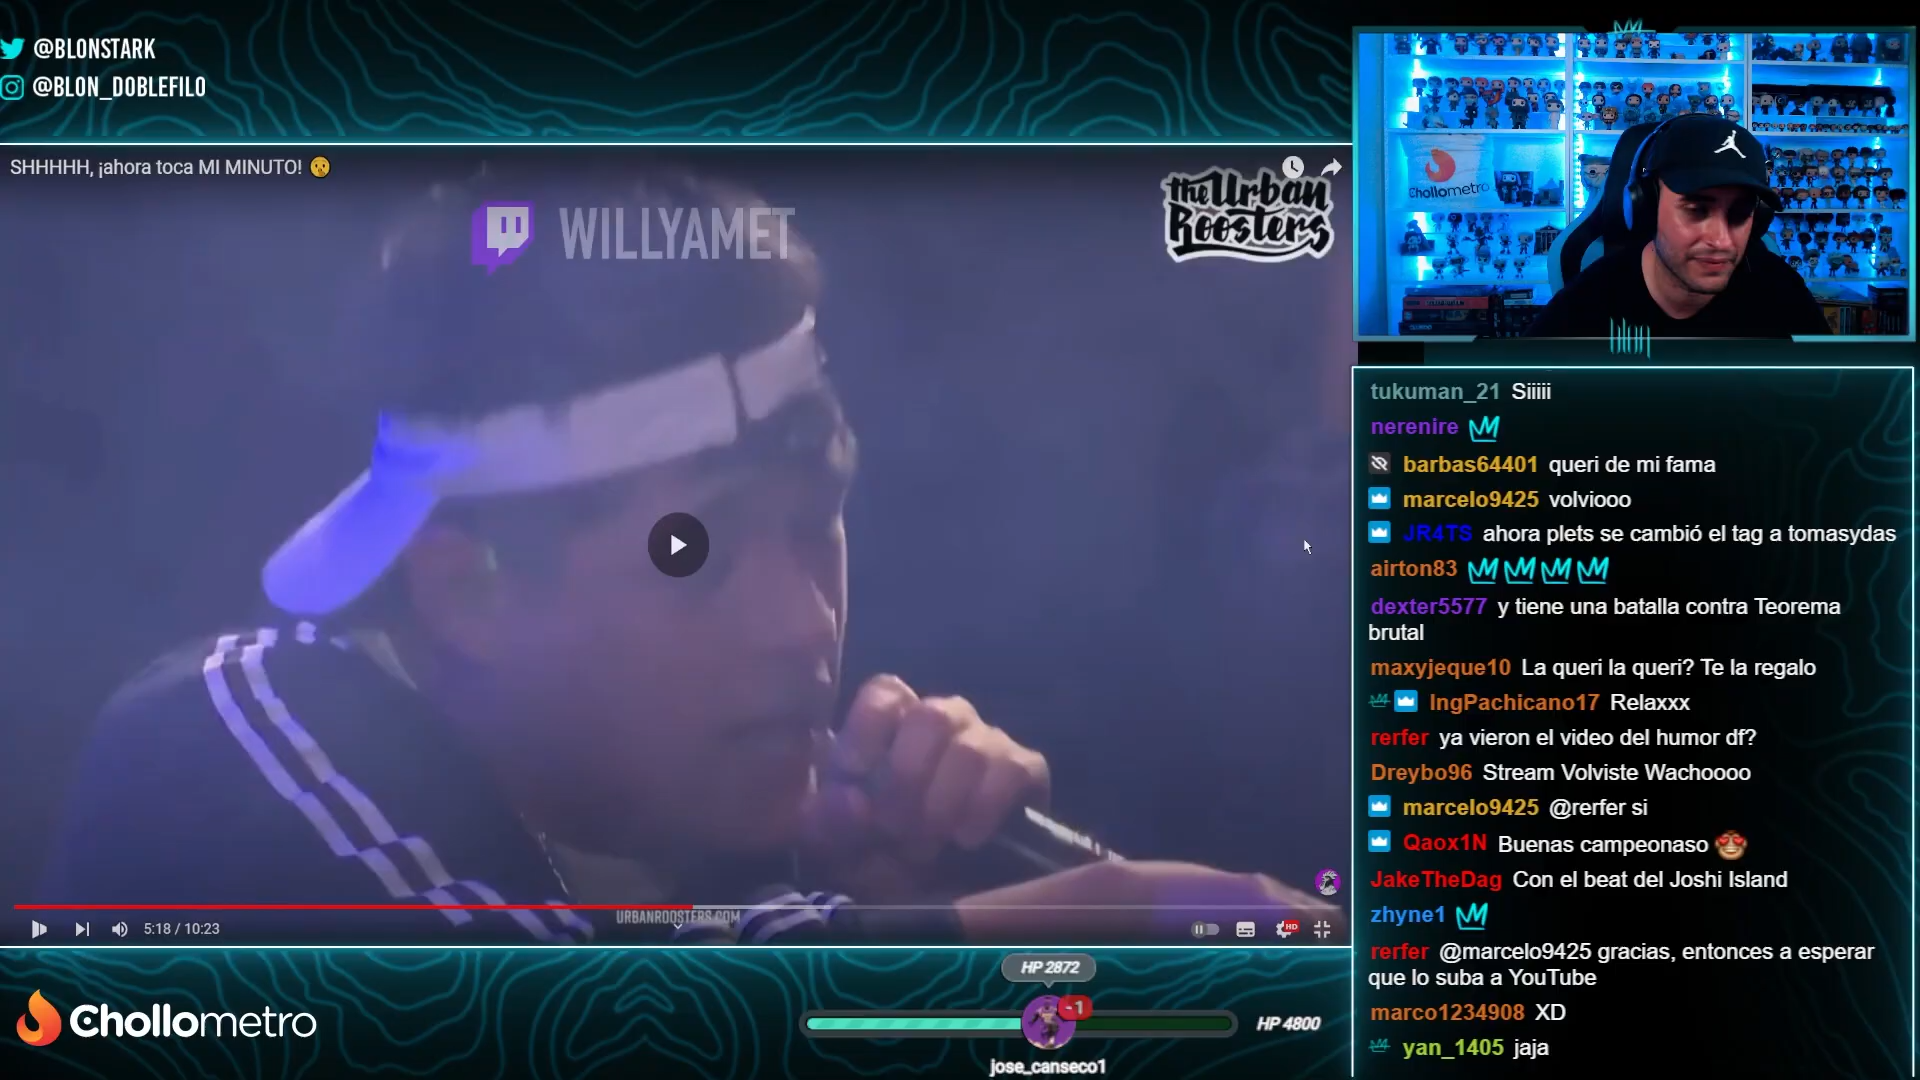 @BLONSTARK
@BLON_DOBLEFILO
SHHHHH, ¡ahora toca MI MINUTO!
WILLYAMET
the Urban
Roosters
URBANROOSTERS.COM
5:18 / 10:23
HD
Chollometro
HP 2872
-1
HP 4800
jose_canseco1
Chollometro
blon
tukuman_21 Siiiii
nerenire
barbas64401 queri de mi fama
marcelo9425 volviooo
JR4TS ahora plets se cambió el tag a tomasydas
airton83
dexter5577 y tiene una batalla contra Teorema
brutal
maxyjeque10 La queri la queri? Te la regalo
IngPachicano17 Relaxxx
rerfer ya vieron el video del humor df?
Dreybo96 Stream Volviste Wachoooo
marcelo9425 @rerfer si
Qaox1N Buenas campeonaso
JakeTheDag Con el beat del Joshi Island
zhyne1
rerfer @marcelo9425 gracias, entonces a esperar
que lo suba a YouTube
marco1234908 XD
yan_1405 jaja